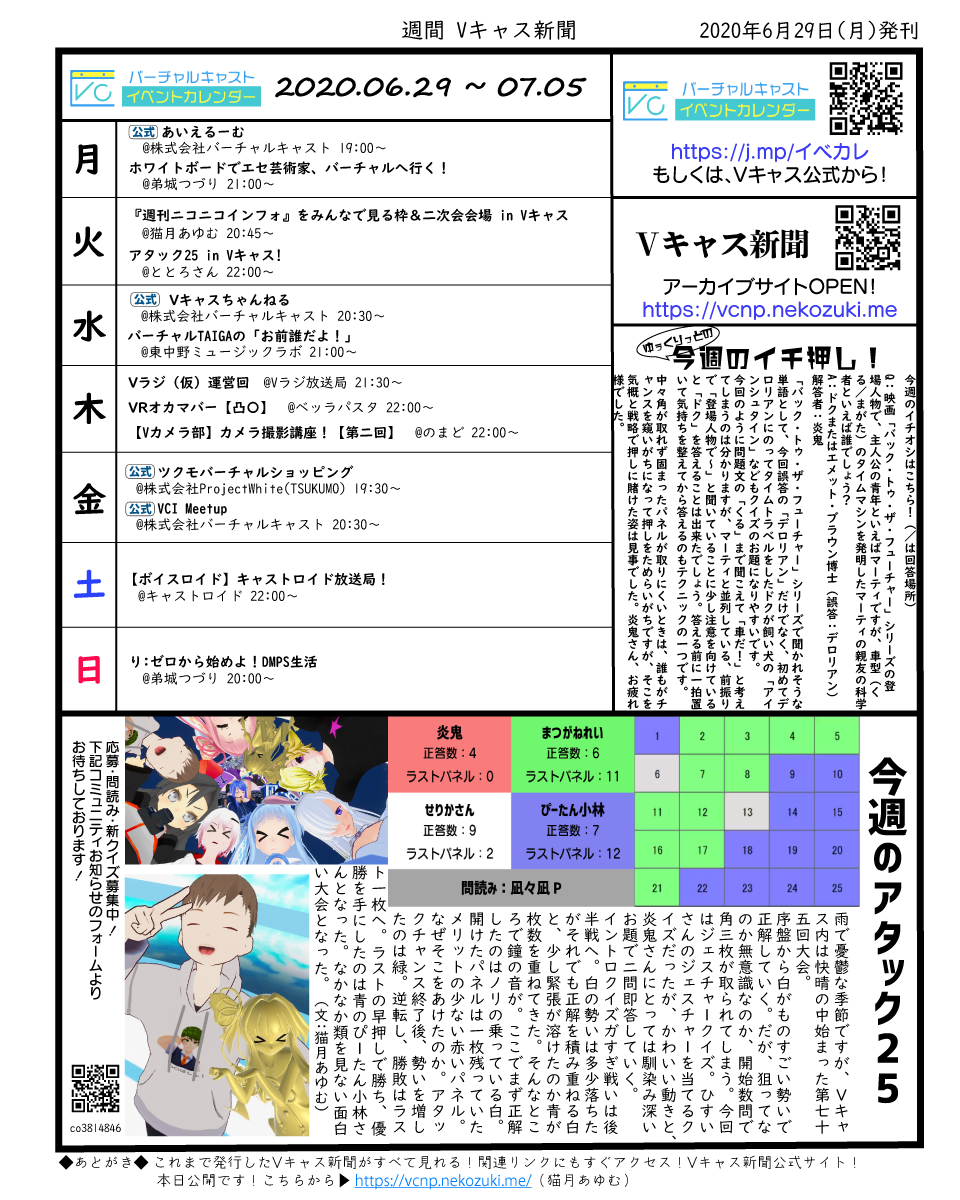 週間 Vキャス新聞
2020年6月29日(月)発刊
VC バーチャルキャスト
イベントカレンダー
2020.06.29 ~ 07.05
月
公式 あいえるーむ
@株式会社バーチャルキャスト 19:00～
ホワイトボードでエセ芸術家、バーチャルへ行く！
@弟城つづり 21:00～
火
『週刊ニコニコインフォ』をみんなで見る枠＆二次会会場 in Vキャス
@猫月あゆむ 20:45～
アタック25 in Vキャス!
@ととろさん 22:00～
水
公式 Vキャスちゃんねる
@株式会社バーチャルキャスト 20:30～
バーチャルTAIGAの「お前誰だよ！」
@東中野ミュージックラボ 21:00～
木
Vラジ（仮）運営回 @Vラジ放送局 21:30～
VRオカマバー【凸〇】 @ベッラパスタ 22:00～
【Vカメラ部】カメラ撮影講座！【第二回】 @のまど 22:00～
金
公式 ツクモバーチャルショッピング
@株式会社ProjectWhite(TSUKUMO) 19:30～
公式 VCI Meetup
@株式会社バーチャルキャスト 20:30～
土
【ボイスロイド】キャストロイド放送局！
@キャストロイド 22:00～
日
り:ゼロから始めよ！DMPS生活
@弟城つづり 20:00～
VC バーチャルキャスト
イベントカレンダー
https://j.mp/イベカレ
もしくは、Vキャス公式から！
Vキャス新聞
アーカイブサイトOPEN！
https://vcnp.nekozuki.me
ゆっくりっとの
今週のイチ押し！
今週のイチオシはこちら！（／は回答場所）
Q：映画「バック・トゥ・ザ・フューチャー」シリーズの登
場人物で、主人公の青年といえばマーティですが、車型（く
る／まがた）のタイムマシンを発明したマーティの親友の科学
者といえば誰でしょう？
A：ドクまたはエメット・ブラウン博士（誤答：デロリアン）
解答者：炎鬼
「バック・トゥ・ザ・フューチャー」シリーズで聞かれそうな
単語として、今回誤答の「デロリアン」だけでなく、初めてデ
ロリアンにのってタイムトラベルをしたドクが飼い犬の「アイ
ンシュタイン」などもクイズのお題になりやすいです。
今回のように問題文の「くる」まで聞こえて「車だ！」と考え
てしまうのは分かりますが、マーティと並列している、前振り
で「登場人物で～」と聞いていることに少し注意を向けている
と「ドク」を答えることは出来たでしょう。答える前に一拍置
いて気持ちを整えてから答えるのもテクニックの一つです。
中々角が取れず固まったパネルが取りにくいときは、誰もがチ
ャンスを窺いがちになって押しをためらいがちですが、そこを
気概と戦略で押しに賭けた姿は見事でした。炎鬼さん、お疲れ
様でした。
今週のアタック25
1 2 3 4 5
6 7 8 9 10
11 12 13 14 15
16 17 18 19 20
21 22 23 24 25
炎鬼
正答数：4
ラストパネル：0
まつがねれい
正答数：6
ラストパネル：11
せりかさん
正答数：9
ラストパネル：2
ぴーたん小林
正答数：7
ラストパネル：12
問読み：凪々凪P
雨で憂鬱な季節ですが、Vキャ
ス内は快晴の中始まった第七十
五回大会。
序盤から白がものすごい勢いで
正解していく。だが、狙ってな
のか無意識なのか、開始数問で
角三枚が取られてしまう。今回
はジェスチャークイズ。ひすい
さんのジェスチャーを当てるク
イズだったが、かわいい動きと、
炎鬼さんにとっては馴染み深い
お題で二問即答していく。
イントロクイズがすぎ戦いは後
半戦へ。白の勢いは多少落ちた
がそれでも正解を積み重ねる白
と、少し緊張が溶けたのか青が
枚数を重ねてきた。そんなとこ
ろで鐘の音が。ここでまず正解
したのはノリの乗っている白。
開けたパネルは一枚残っていた
メリットの少ない赤いパネル。
なぜそこをあけたのか。アタッ
クチャンス終了後、勢いを増し
たのは緑。逆転し、勝敗はラス
ト一枚へ。ラストの早押しで勝ち、優
勝を手にしたのは青のぴーたん小林さ
んとなった。なかなか類を見ない面白
い大会となった。（文：猫月あゆむ）
応募・問読み・新クイズ募集中！
下記コミュニティお知らせのフォームより
お待ちしております！
co3814846
◆あとがき◆ これまで発行したVキャス新聞がすべて見れる！関連リンクにもすぐアクセス！Vキャス新聞公式サイト！
本日公開です！こちらから▶ https://vcnp.nekozuki.me/（猫月あゆむ）